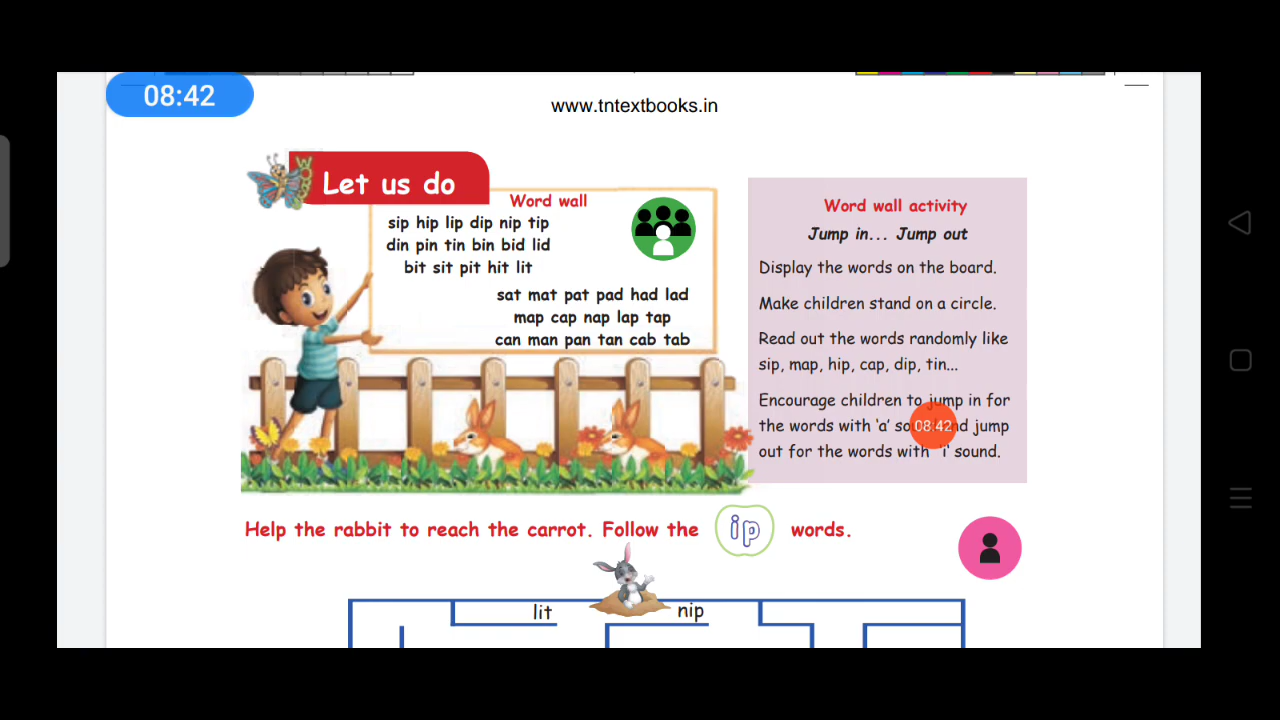 08:42
www.tntextbooks.in
Let us do
Word wall
sip hip lip dip nip tip
din pin tin bin bid lid
bit sit pit hit lit
sat mat pat pad had lad
map cap nap lap tap
can man pan tan cab tab
Word wall activity
Jump in... Jump out
Display the words on the board.
Make children stand on a circle.
Read out the words randomly like
sip, map, hip, cap, dip, tin...
Encourage children to jump in for
the words with ‘a’ jump
08:42
out for the words with ‘i’ sound.
Help the rabbit to reach the carrot. Follow the ip words.
lit nip